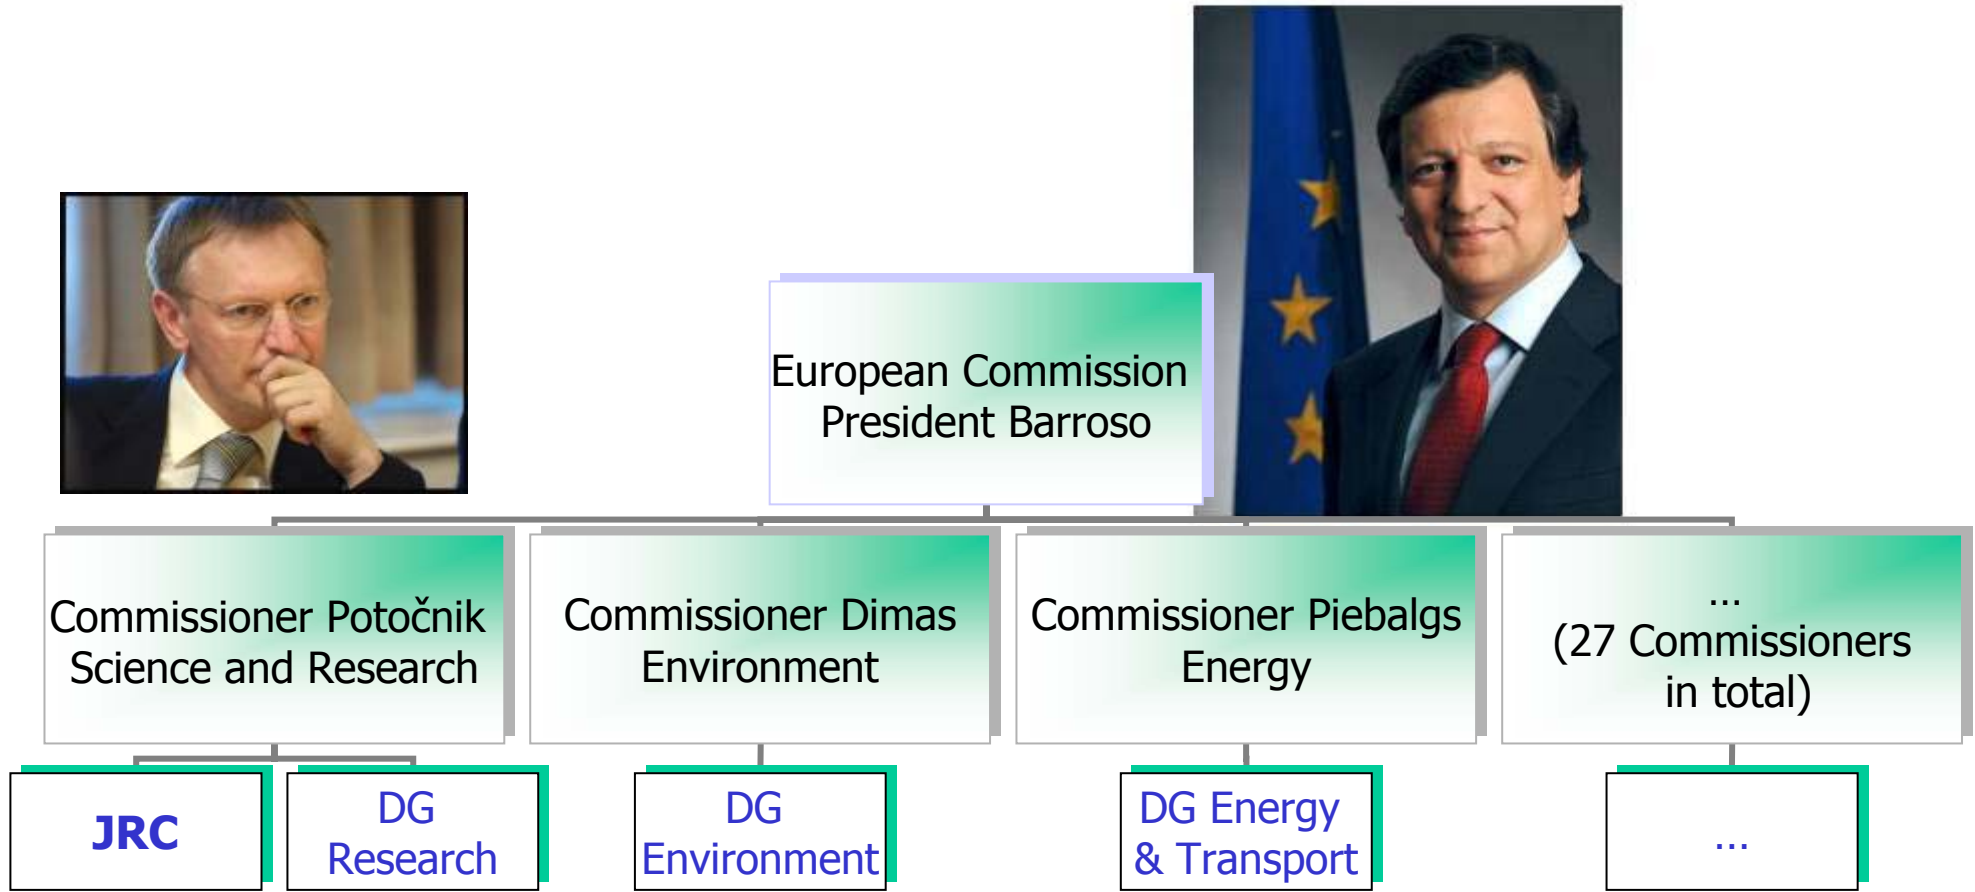 European Commission
President Barroso
Commissioner Potočnik
Science and Research
Commissioner Dimas
Environment
Commissioner Piebalgs
Energy
...
(27 Commissioners
in total)
JRC
DG
Research
DG
Environment
DG Energy
& Transport
...